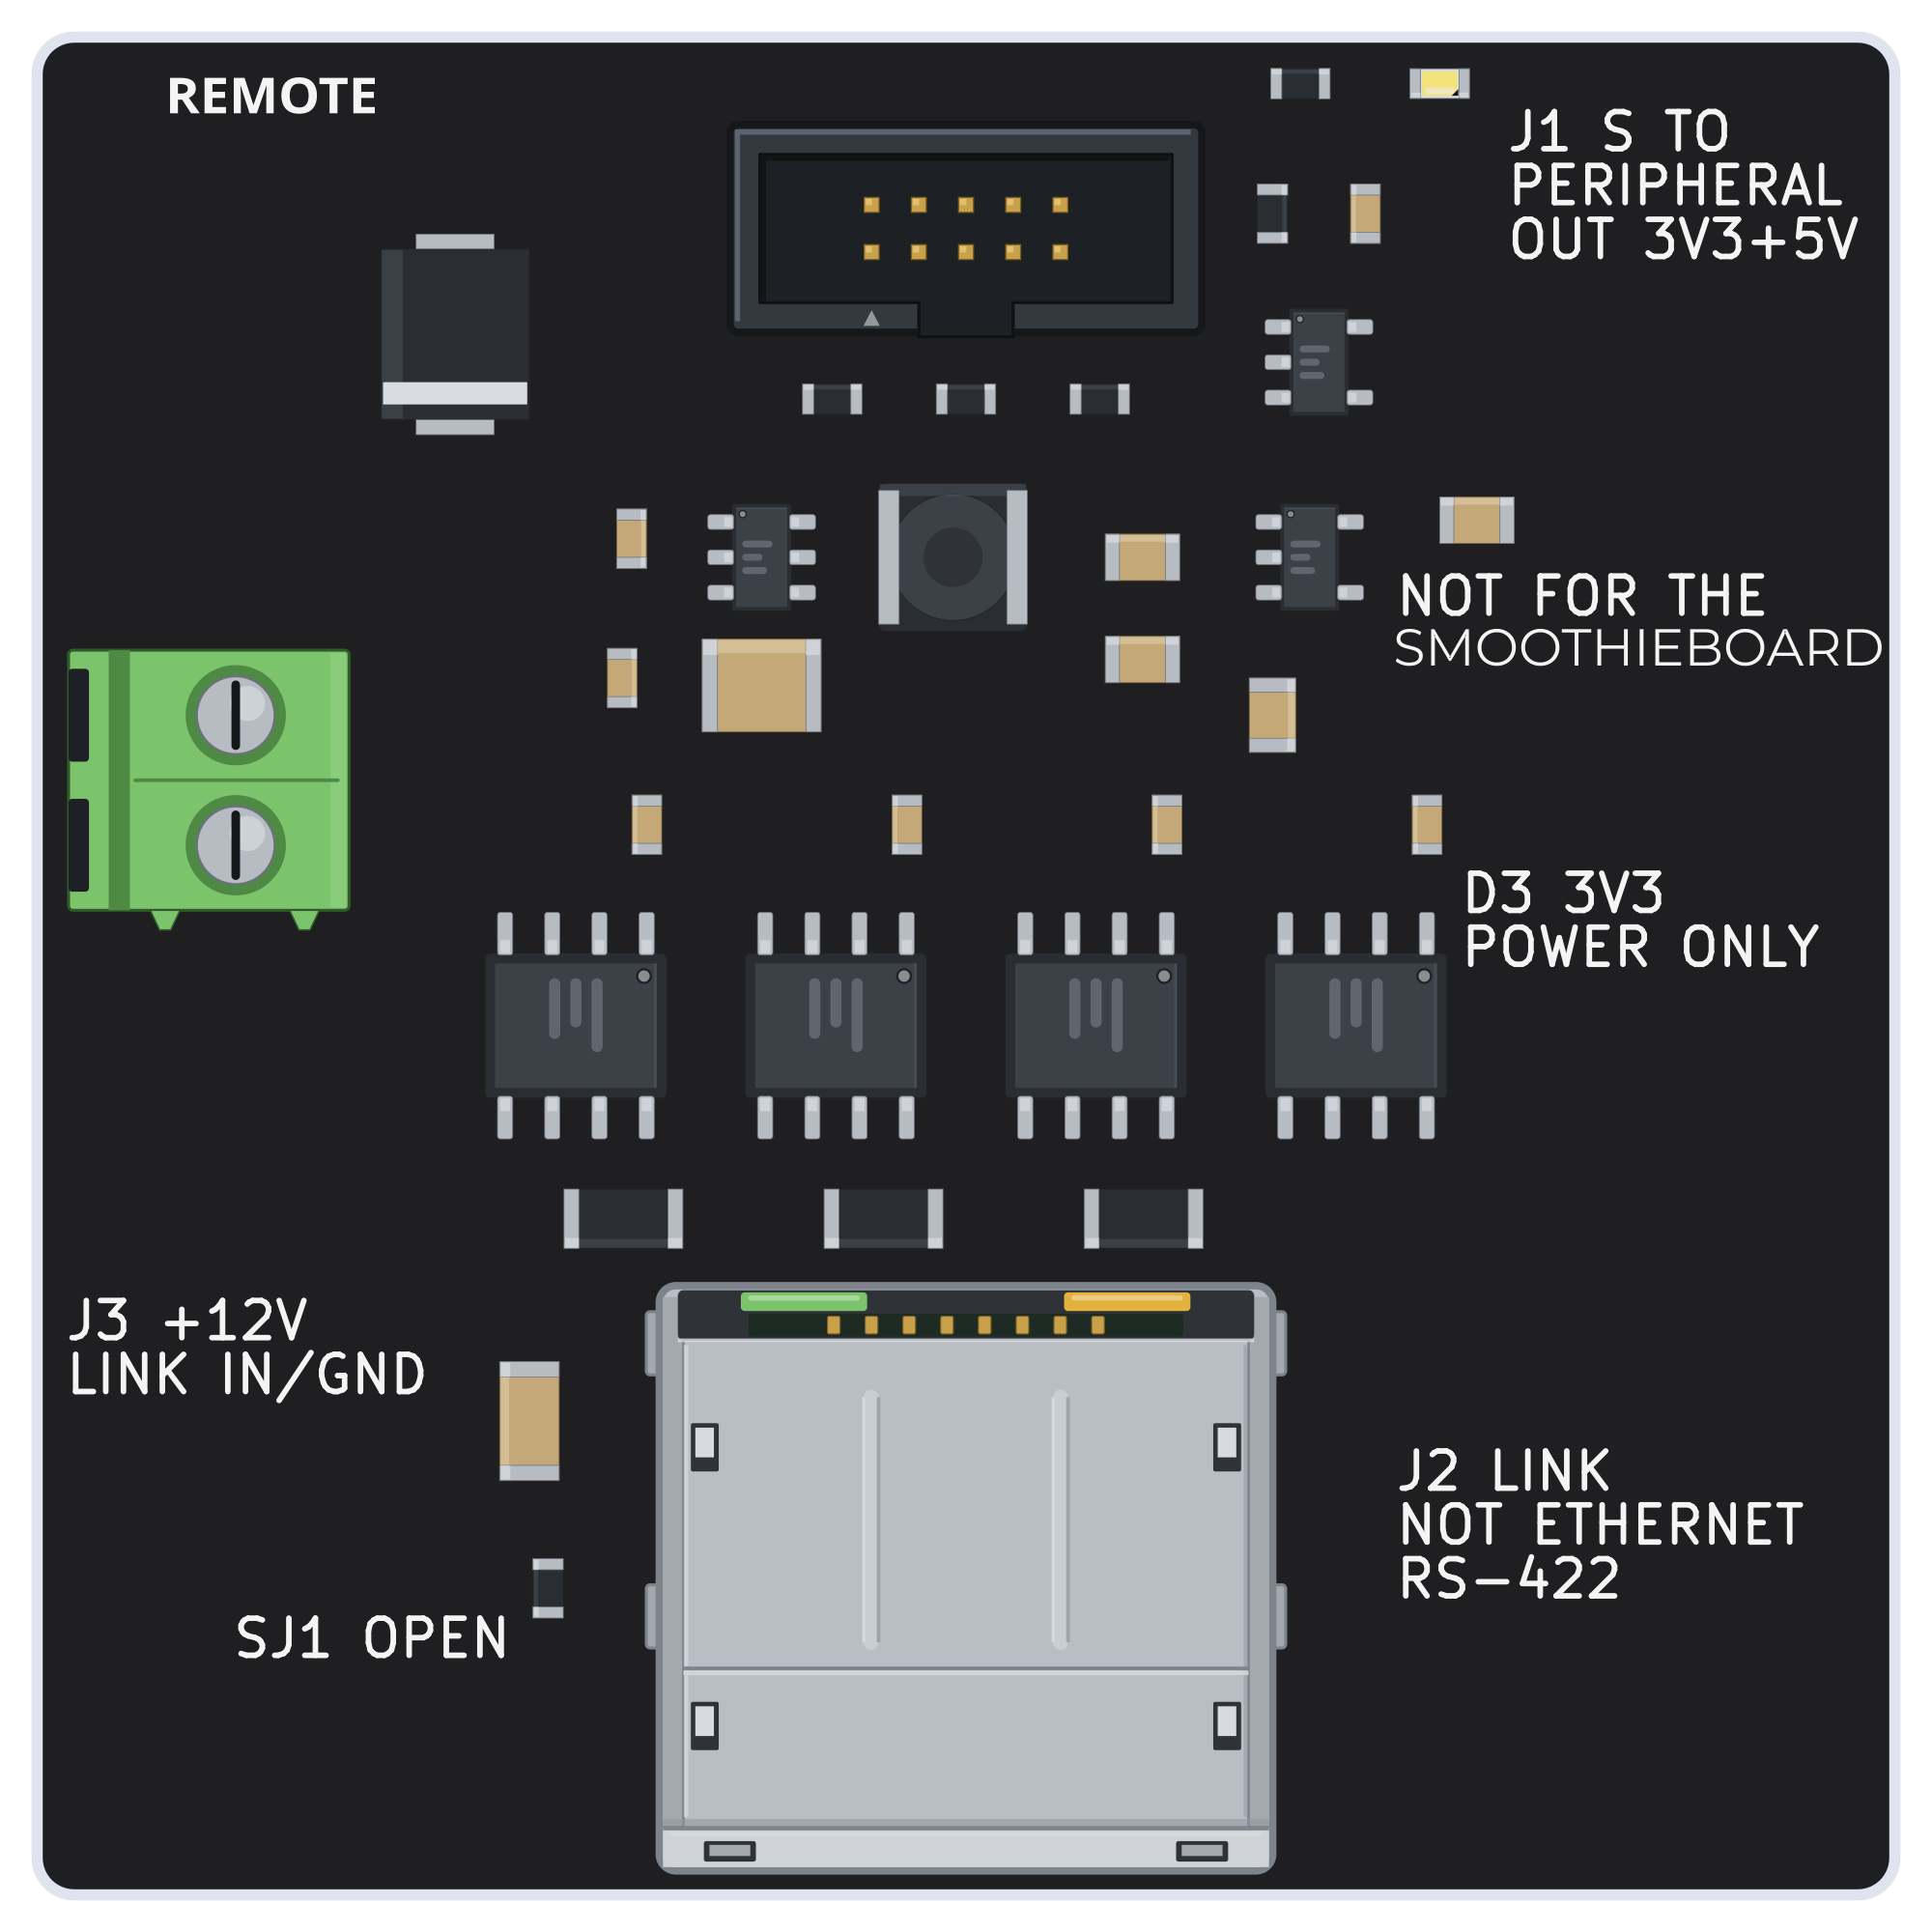 REMOTE
J1 S TO
PERIPHERAL
OUT 3V3+5V
NOT FOR THE
SMOOTHIEBOARD
D3 3V3
POWER ONLY
J3 +12V
LINK IN/GND
J2 LINK
NOT ETHERNET
RS-422
SJ1 OPEN